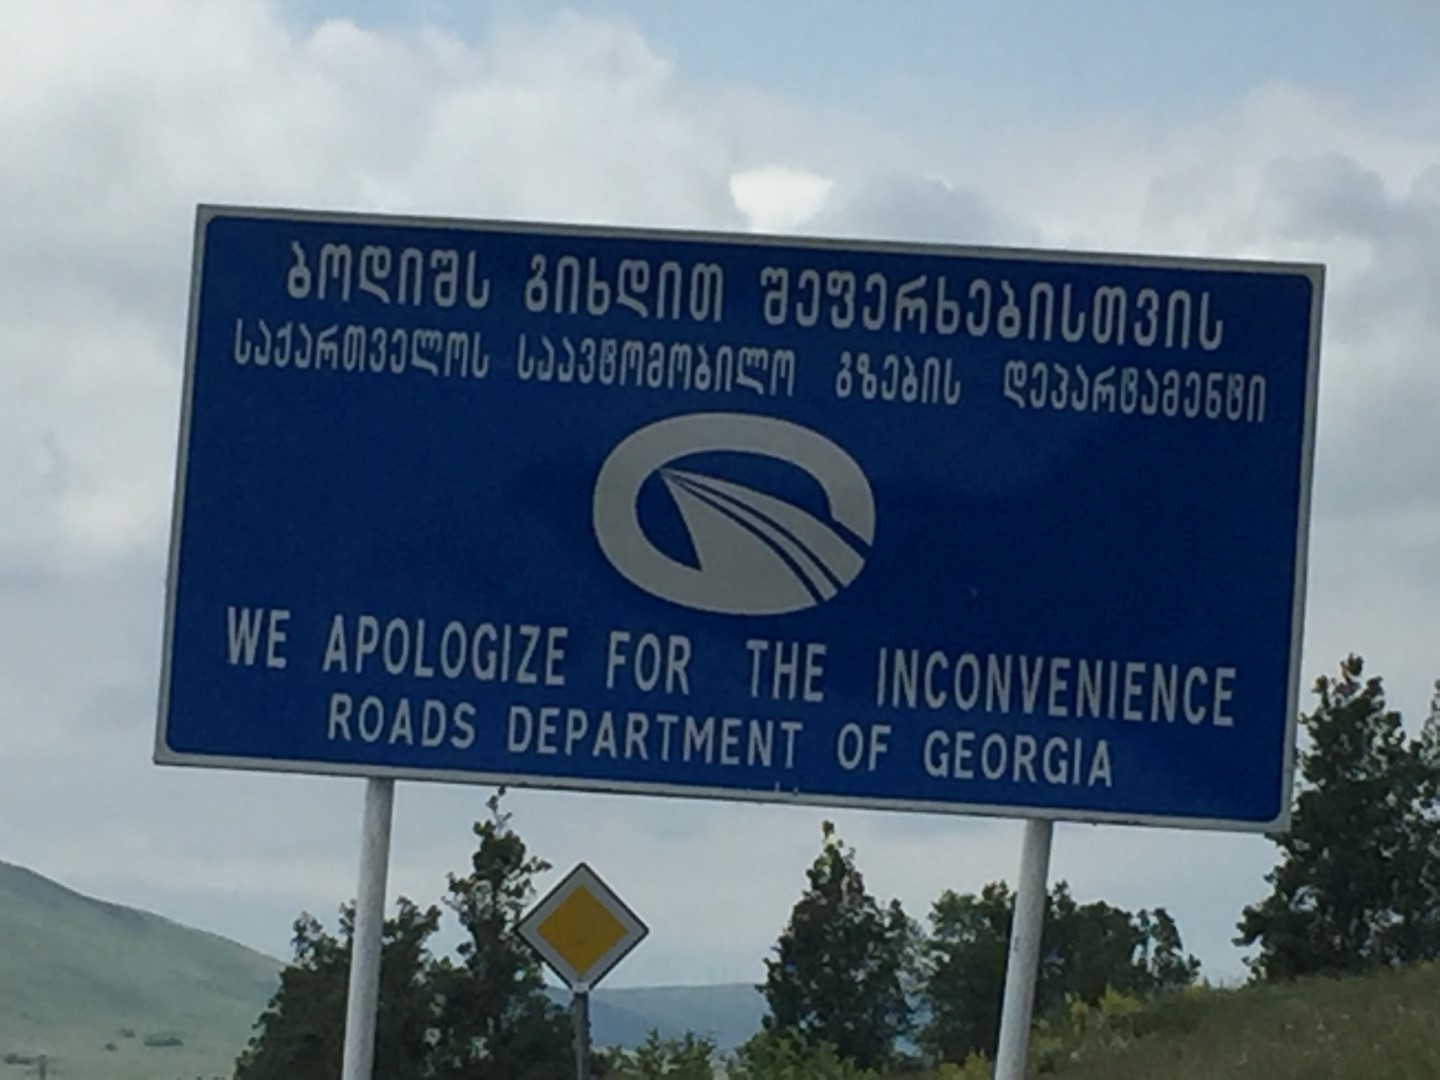 ბოდიშს გიხდით შეფერხებისთვის
საქართველოს საავტომობილო გზების დეპარტამენტი
WE APOLOGIZE FOR THE INCONVENIENCE
ROADS DEPARTMENT OF GEORGIA